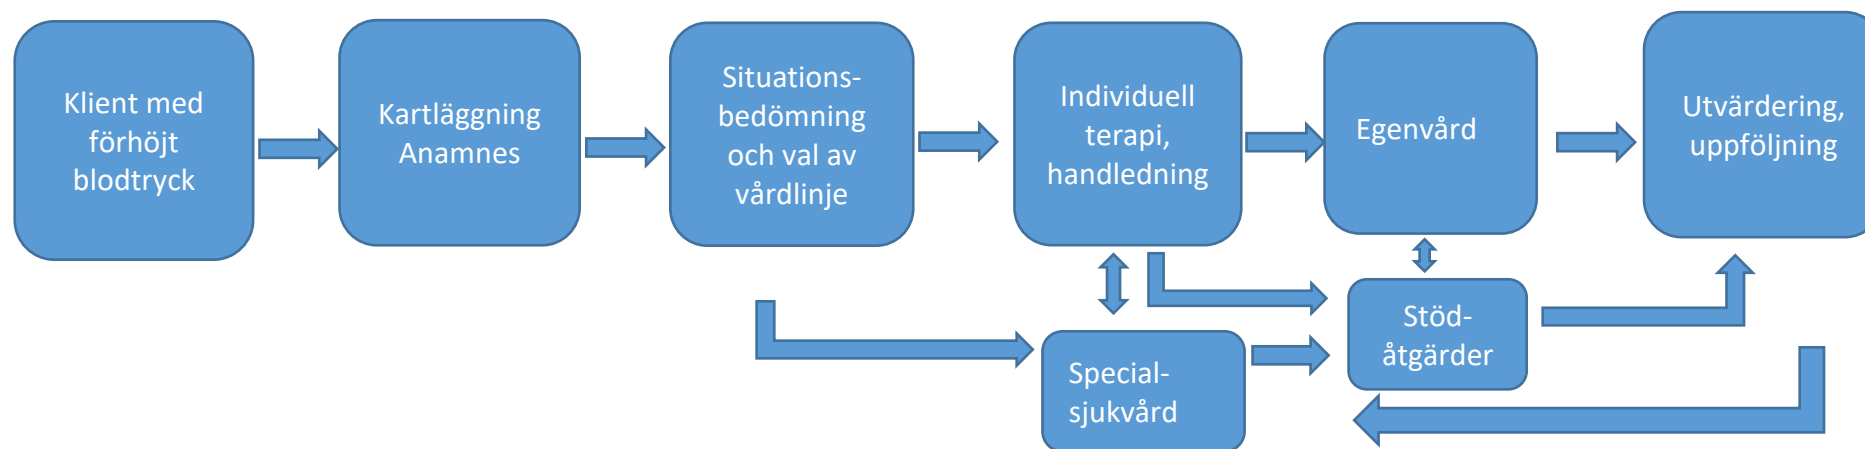 Klient med
förhöjt
blodtryck
Kartläggning
Anamnes
Situations-
bedömning
och val av
vårdlinje
Individuell
terapi,
handledning
Egenvård
Utvärdering,
uppföljning
Special-
sjukvård
Stöd-
åtgärder